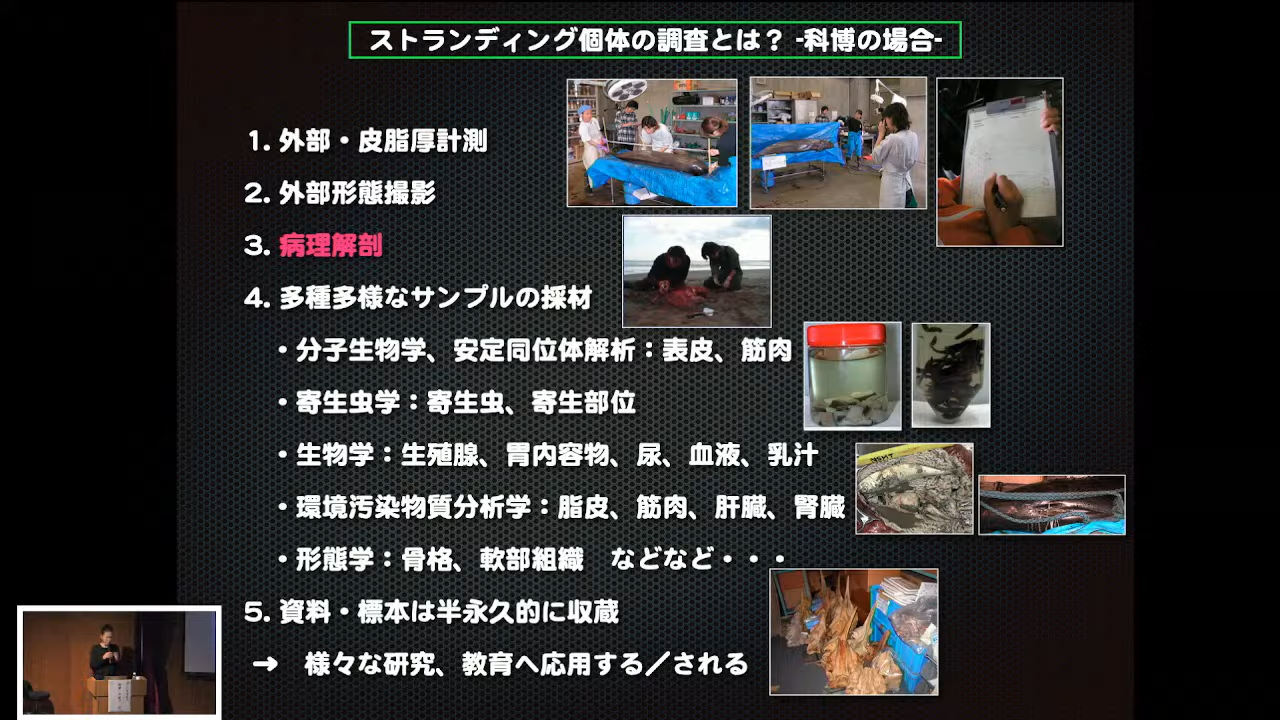 ストランディング個体の調査とは？ -科博の場合-
1. 外部・皮脂厚計測
2. 外部形態撮影
3. 病理解剖
4. 多種多様なサンプルの採材
・分子生物学、安定同位体解析：表皮、筋肉
・寄生虫学：寄生虫、寄生部位
・生物学：生殖腺、胃内容物、尿、血液、乳汁
NSMT
・環境汚染物質分析学：脂皮、筋肉、肝臓、腎臓
・形態学：骨格、軟部組織　などなど・・・
5. 資料・標本は半永久的に収蔵
→　様々な研究、教育へ応用する／される